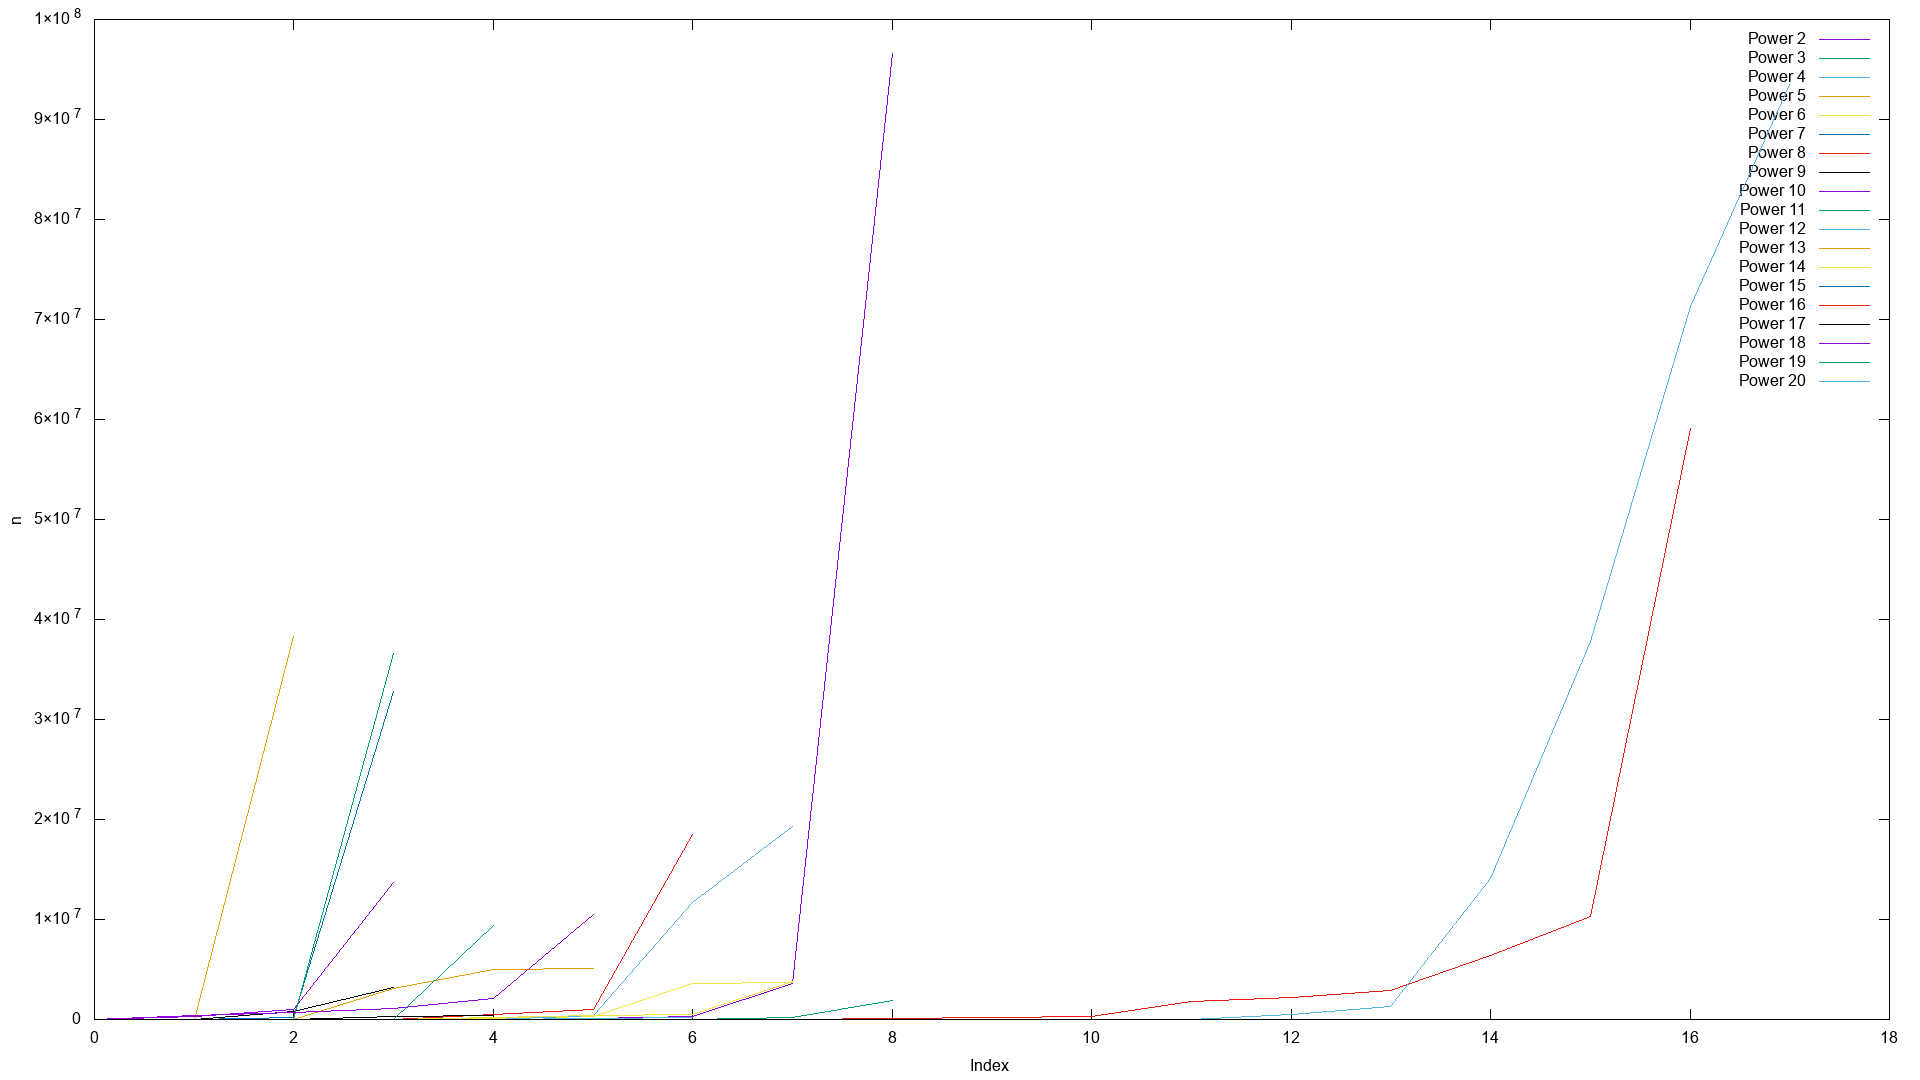 1×10 8
9×10 7
8×10 7
7×10 7
6×10 7
5×10 7
4×10 7
3×10 7
2×10 7
1×10 7
0
n
0 2 4 6 8 10 12 14 16 18
Index
Power 2
Power 3
Power 4
Power 5
Power 6
Power 7
Power 8
Power 9
Power 10
Power 11
Power 12
Power 13
Power 14
Power 15
Power 16
Power 17
Power 18
Power 19
Power 20